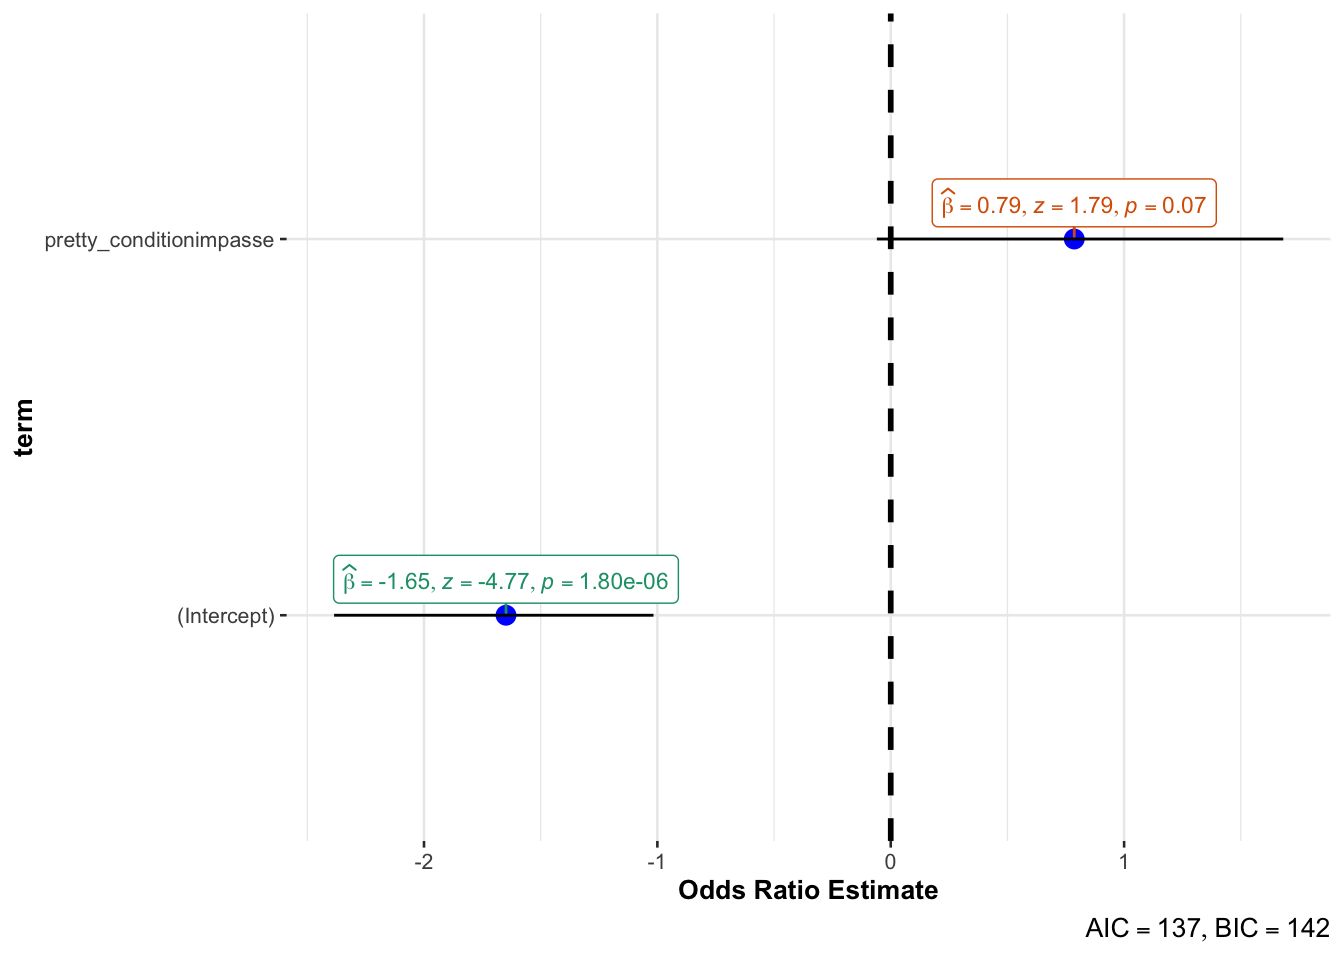 β̂ = 0.79, z = 1.79, p = 0.07
pretty_conditionimpasse
term
β̂ = -1.65, z = -4.77, p = 1.80e-06
(Intercept)
-2 -1 0 1
Odds Ratio Estimate
AIC = 137, BIC = 142